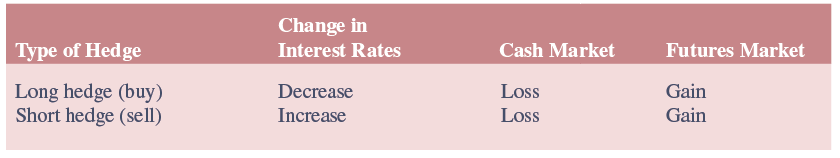 Change in
Type of Hedge Interest Rates Cash Market Futures Market
Long hedge (buy) Decrease Loss Gain
Short hedge (sell) Increase Loss Gain